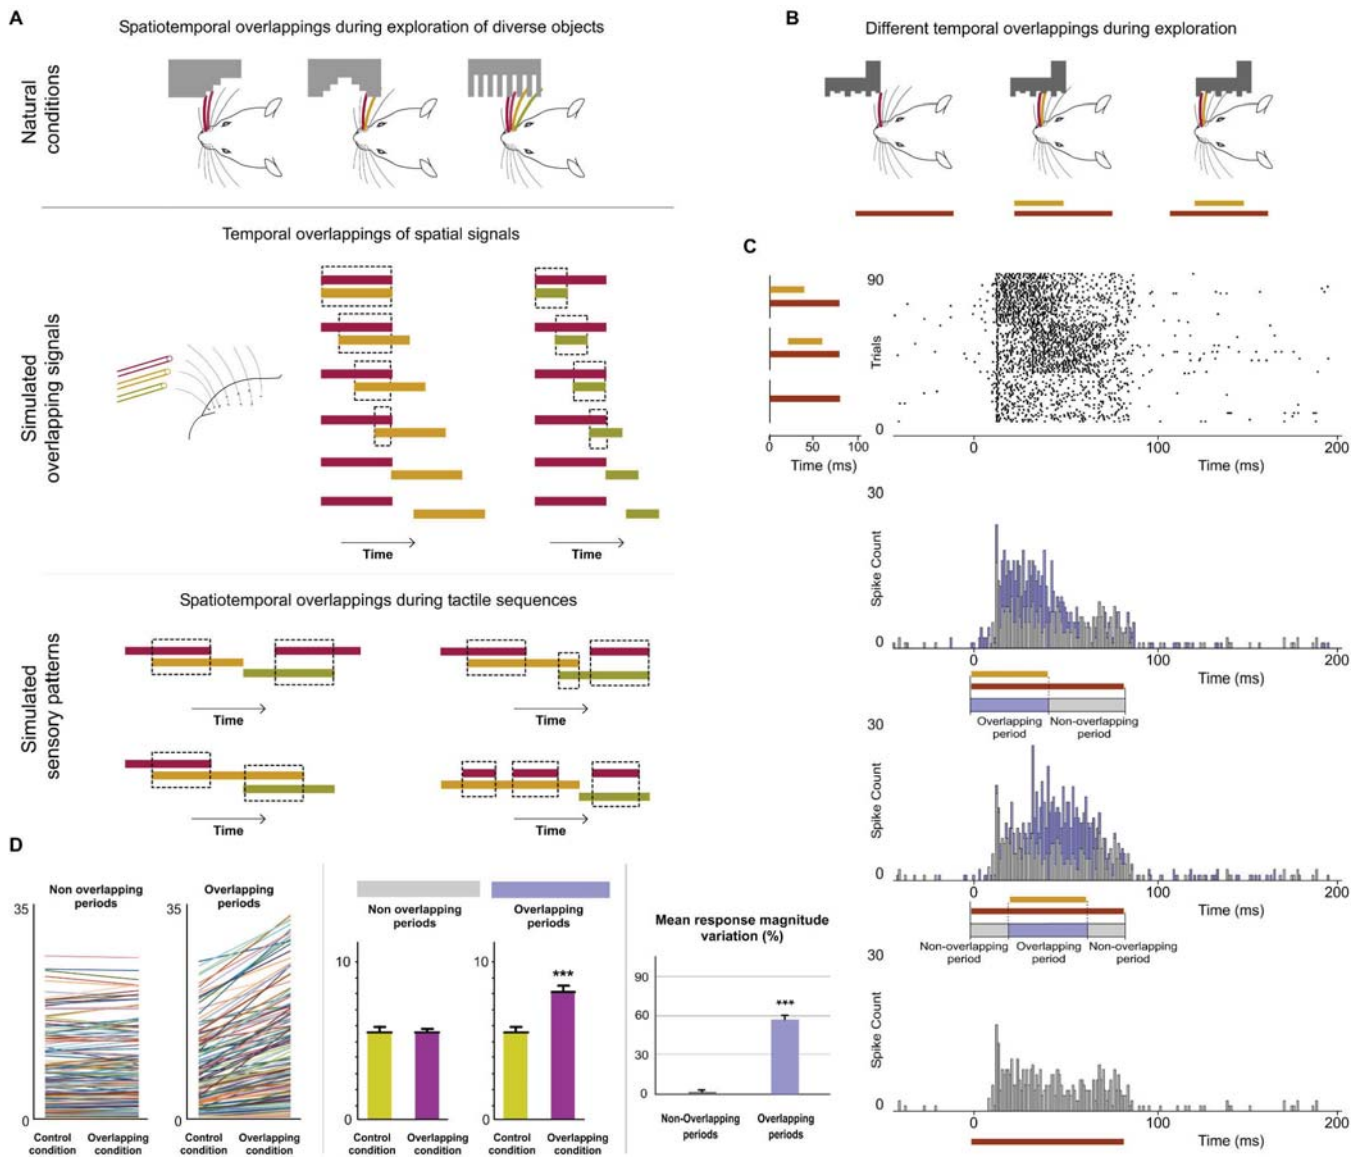 A
Spatiotemporal overlappings during exploration of diverse objects
Natural
conditions
Temporal overlappings of spatial signals
Simulated
overlapping signals
Time
Time
Spatiotemporal overlappings during tactile sequences
Simulated
sensory patterns
Time
Time
Time
Time
B
Different temporal overlappings during exploration
C
0
50
100
Time (ms)
90
Trials
0
0
100
200
Time (ms)
30
Spike Count
0
0
100
200
Time (ms)
Overlapping
period
Non-overlapping
period
30
Spike Count
0
0
100
200
Time (ms)
Non-overlapping
period
Overlapping
period
Non-overlapping
period
30
Spike Count
0
0
100
200
Time (ms)
D
Non overlapping
periods
35
0
Control
condition
Overlapping
condition
Overlapping
periods
35
0
Control
condition
Overlapping
condition
Non overlapping
periods
10
0
Control
condition
Overlapping
condition
Overlapping
periods
10
***
0
Control
condition
Overlapping
condition
Mean response magnitude
variation (%)
90
60
30
0
***
Non-Overlapping
periods
Overlapping
periods